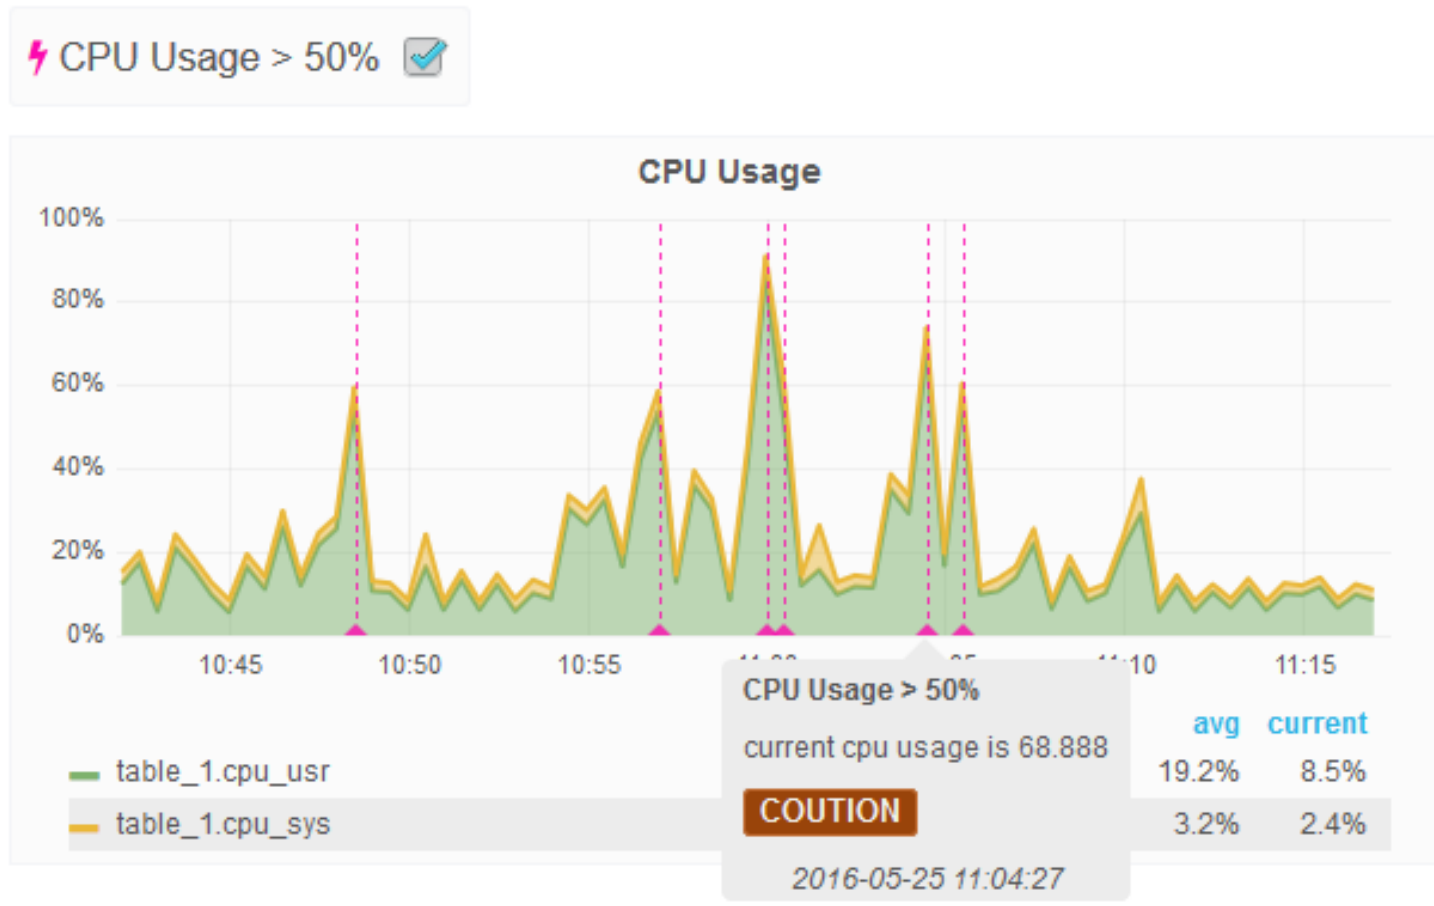 CPU Usage > 50%
CPU Usage
100%
80%
60%
40%
20%
0%
10:45 10:50 10:55 11:10 11:15
CPU Usage > 50%
current cpu usage is 68.888
COUTION
2016-05-25 11:04:27
avg current
table_1.cpu_usr 19.2% 8.5%
table_1.cpu_sys 3.2% 2.4%